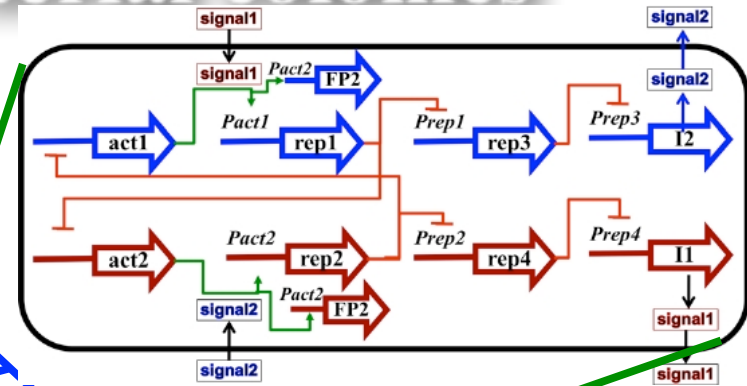 signal1
signal2
signal1
signal2
Pact2
FP2
act1
Pact1
rep1
Prep1
rep3
Prep3
I2
act2
Pact2
rep2
Prep2
rep4
Prep4
I1
signal2
Pact2
FP2
signal1
signal2
signal1